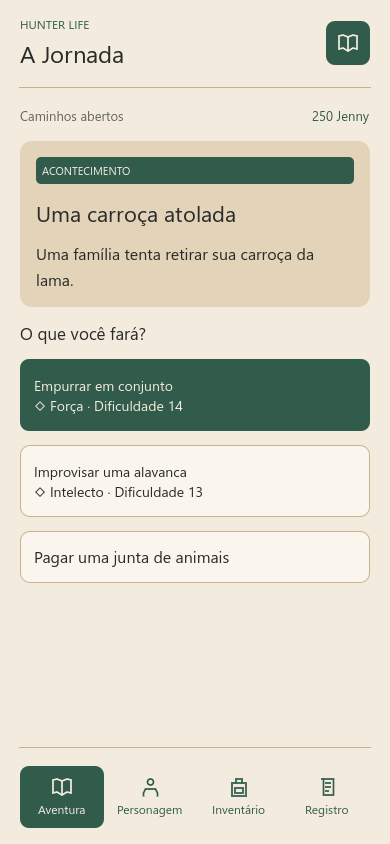 HUNTER LIFE
A Jornada
Caminhos abertos
250 Jenny
ACONTECIMENTO
Uma carroça atolada
Uma família tenta retirar sua carroça da
lama.
O que você fará?
Empurrar em conjunto
◇ Força · Dificuldade 14
Improvisar uma alavanca
◇ Intelecto · Dificuldade 13
Pagar uma junta de animais
Aventura
Personagem
Inventário
Registro